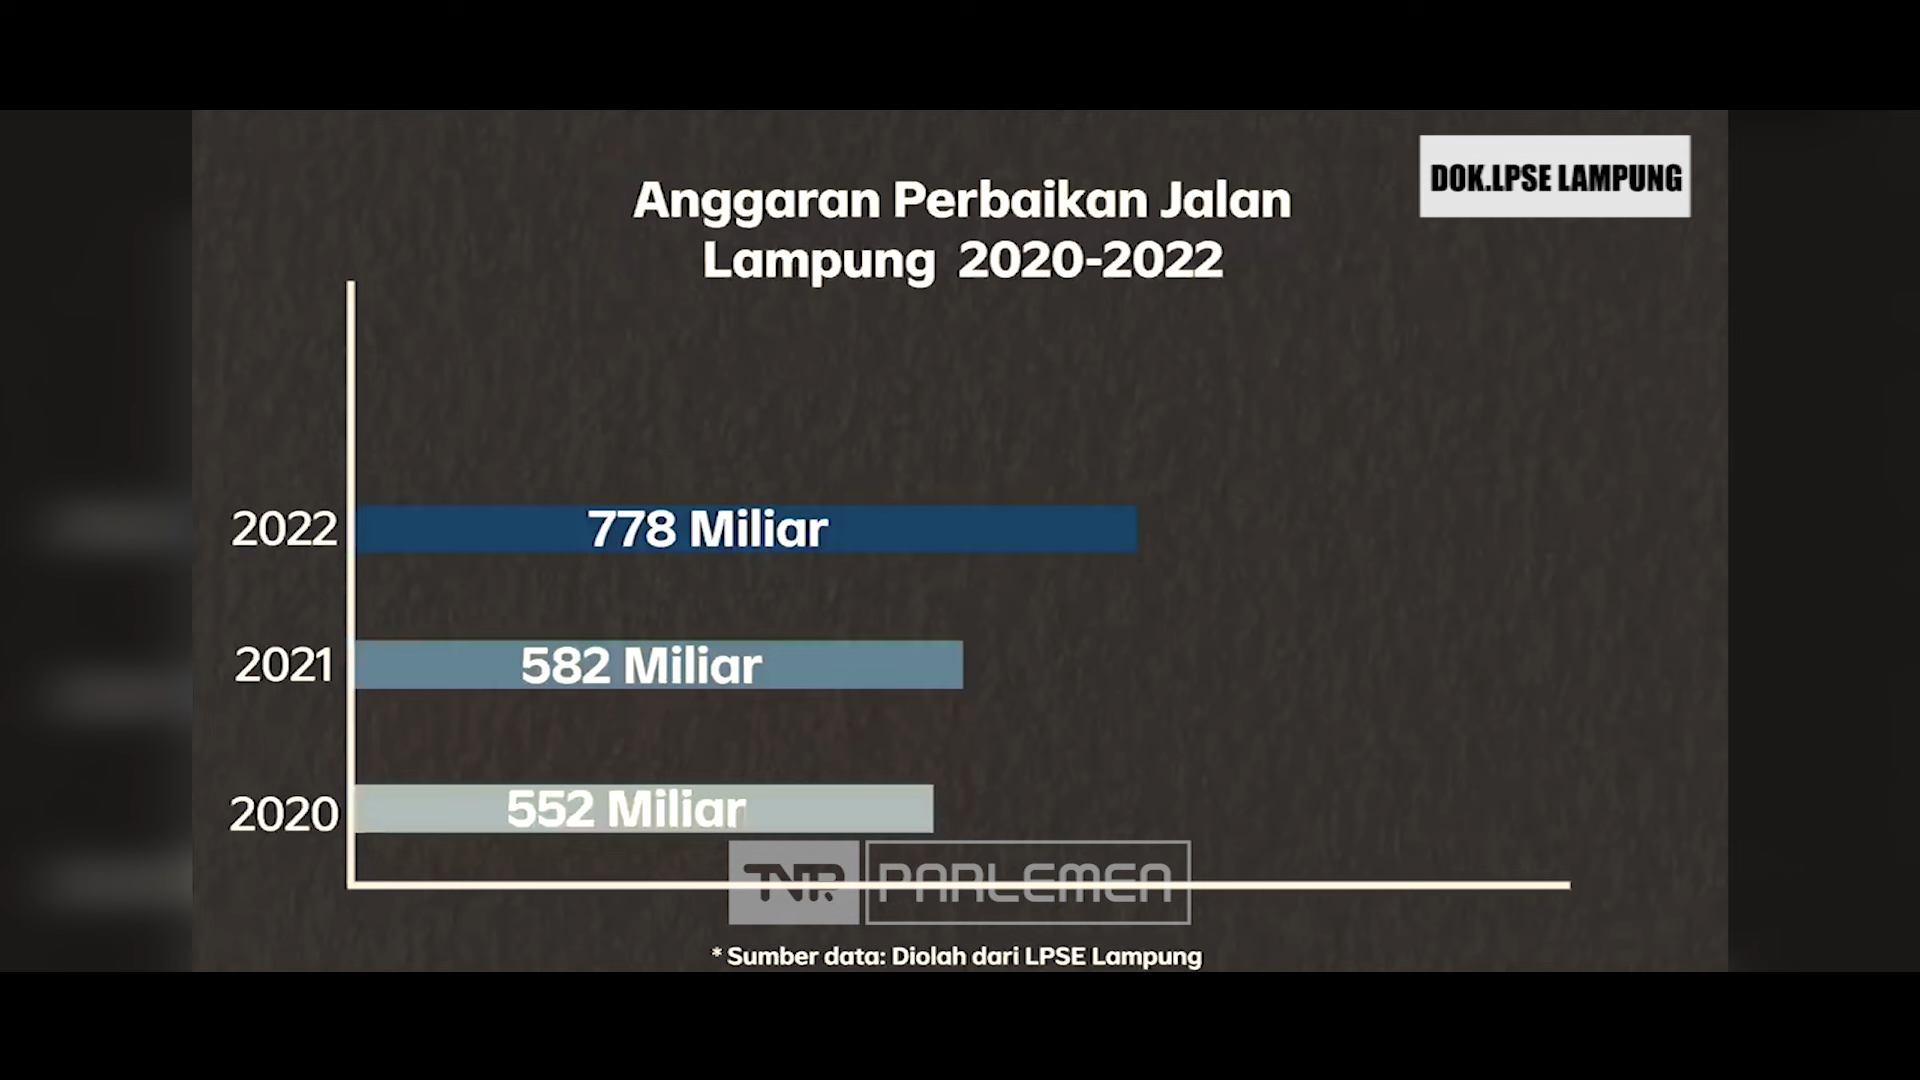 DOK.LPSE LAMPUNG
Anggaran Perbaikan Jalan
Lampung 2020-2022
2022 778 Miliar
2021 582 Miliar
2020 552 Miliar
TVR PARLEMEN
* Sumber data: Diolah dari LPSE Lampung